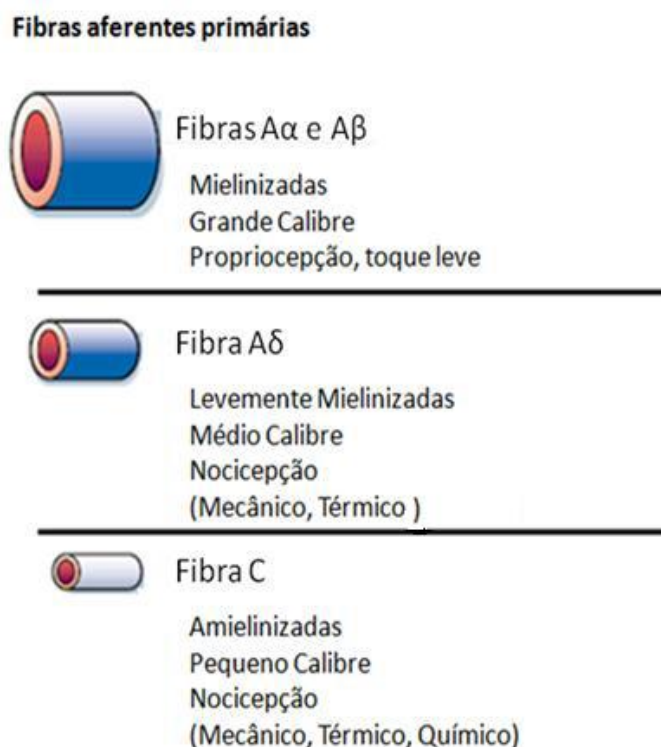 Fibras aferentes primárias
Fibras Aα e Aβ
Mielinizadas
Grande Calibre
Propriocepção, toque leve
Fibra Aδ
Levemente Mielinizadas
Médio Calibre
Nocicepção
(Mecânico, Térmico )
Fibra C
Amielinizadas
Pequeno Calibre
Nocicepção
(Mecânico, Térmico, Químico)